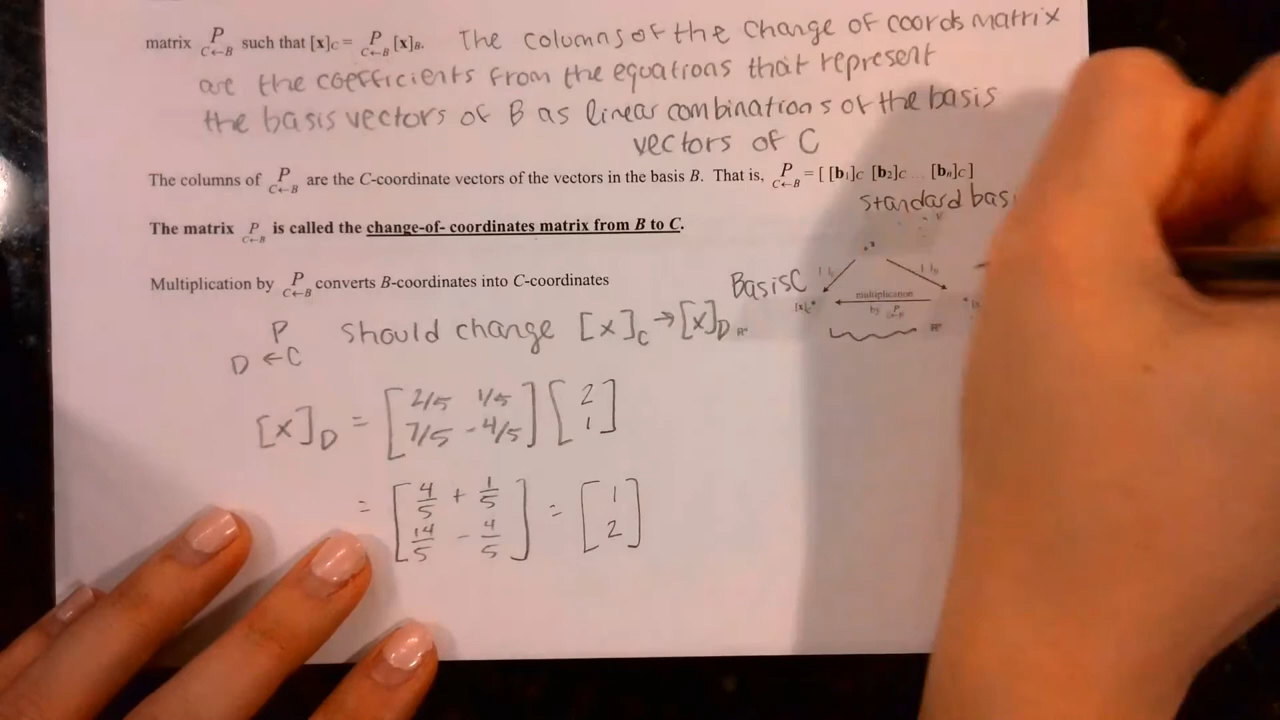 matrix P C←B such that [x]C = P C←B [x]B. The columns of the change of coords matrix
are the coefficients from the equations that represent
the basis vectors of B as linear combinations of the basis
vectors of C
The columns of P C←B are the C-coordinate vectors of the vectors in the basis B. That is, P C←B = [ [b1]C [b2]C ... [bn]C ]
standard
The matrix P C←B is called the change-of- coordinates matrix from B to C.
x
Multiplication by P C←B converts B-coordinates into C-coordinates
Basis C [ ]C [ ]B
[x]C multiplication
by P C←B
P D←C should change [x]C → [x]D
Rⁿ Rⁿ
[x]D = [2/5 1/5; 7/5 -4/5] [2; 1]
= [4/5 + 1/5; 14/5 - 4/5] = [1; 2]